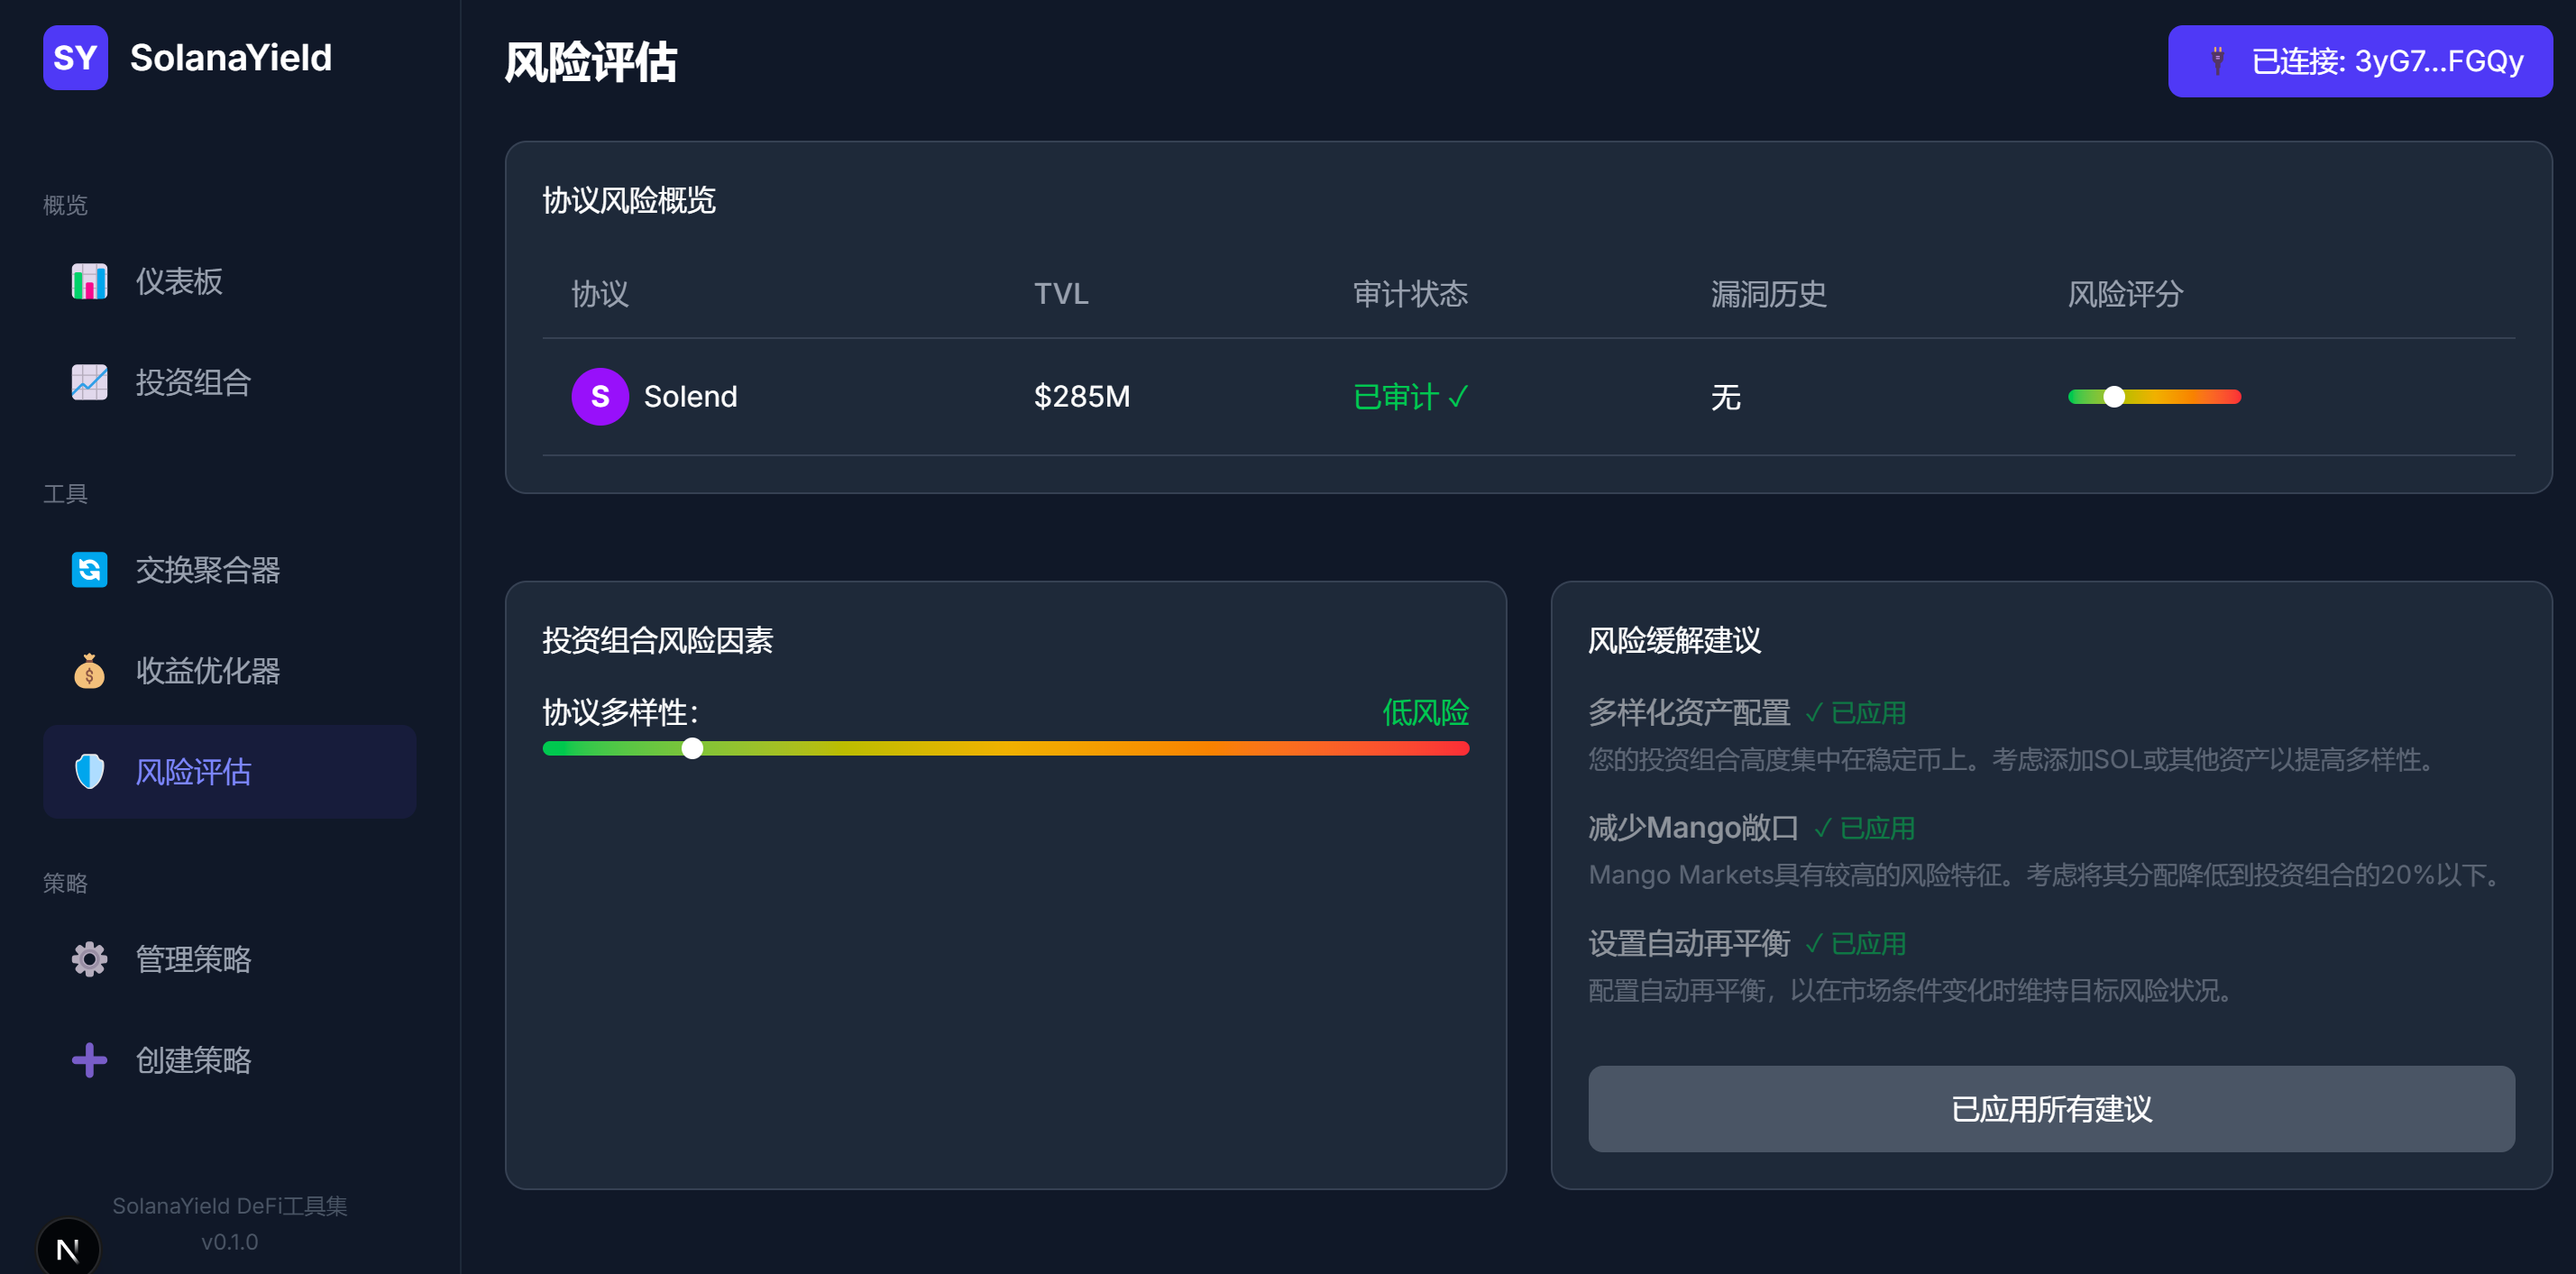 SY SolanaYield
概览
仪表板
投资组合
工具
交换聚合器
收益优化器
风险评估
策略
管理策略
创建策略
SolanaYield DeFi工具集
v0.1.0
N
风险评估
已连接: 3yG7...FGQy
协议风险概览
协议 TVL 审计状态 漏洞历史 风险评分
S Solend $285M 已审计 ✓ 无
投资组合风险因素
协议多样性: 低风险
风险缓解建议
多样化资产配置 ✓ 已应用
您的投资组合高度集中在稳定币上。考虑添加SOL或其他资产以提高多样性。
减少Mango敞口 ✓ 已应用
Mango Markets具有较高的风险特征。考虑将其分配降低到投资组合的20%以下。
设置自动再平衡 ✓ 已应用
配置自动再平衡，以在市场条件变化时维持目标风险状况。
已应用所有建议